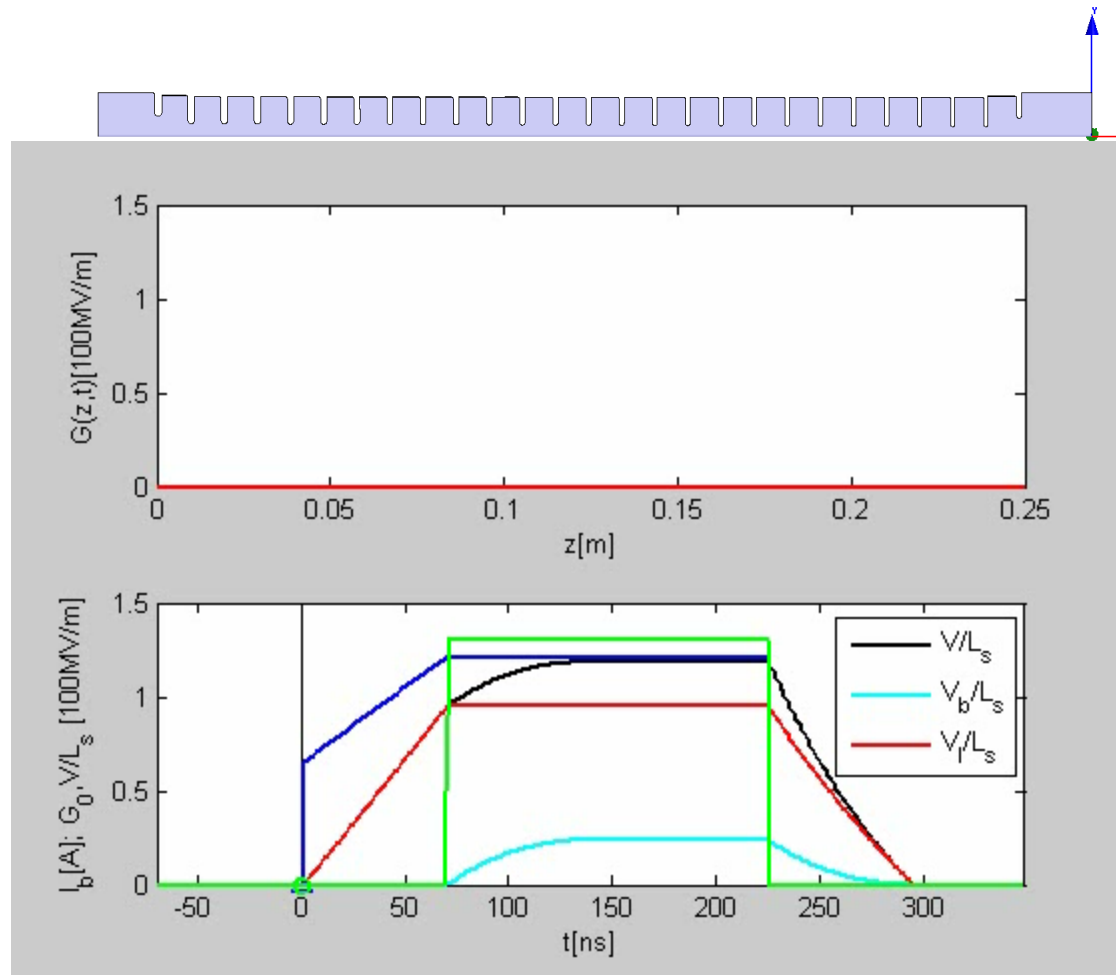 Y
G(z,t)[100MV/m]
1.5
1
0.5
0
0 0.05 0.1 0.15 0.2 0.25
z[m]
I_b[A]; G_0,V/L_s [100MV/m]
1.5
1
0.5
0
V/L_s
V_b/L_s
V_l/L_s
-50 0 50 100 150 200 250 300
t[ns]